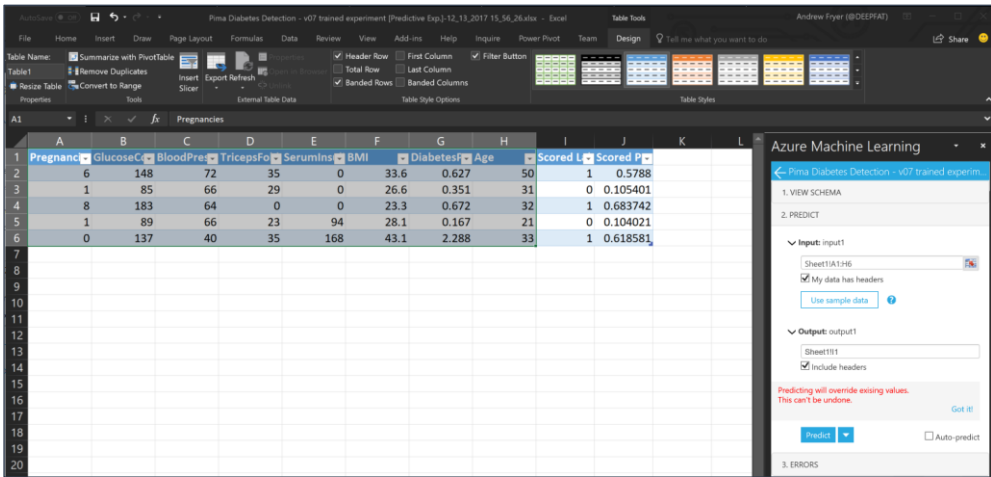 AutoSave Off
Pima Diabetes Detection - v07 trained experiment [Predictive Exp.]-12_13_2017 15_56_26.xlsx - Excel
Table Tools
Andrew Fryer (@DEEPFAT)
File Home Insert Draw Page Layout Formulas Data Review View Add-ins Help Inquire Power Pivot Team Design Tell me what you want to do Share
Table Name: Summarize with PivotTable Properties Header Row First Column Filter Button
Table1 Remove Duplicates Insert Export Refresh Open in Browser Total Row Last Column
Resize Table Convert to Range Slicer Unlink Banded Rows Banded Columns
Properties Tools External Table Data Table Style Options Table Styles
A1 fx Pregnancies
A B C D E F G H I J K L
1 Pregnanci GlucoseCo BloodPres TricepsFo SerumIns BMI DiabetesP Age Scored L Scored P
2 6 148 72 35 0 33.6 0.627 50 1 0.5788
3 1 85 66 29 0 26.6 0.351 31 0 0.105401
4 8 183 64 0 0 23.3 0.672 32 1 0.683742
5 1 89 66 23 94 28.1 0.167 21 0 0.104021
6 0 137 40 35 168 43.1 2.288 33 1 0.618581
7
8
9
10
11
12
13
14
15
16
17
18
19
20
Azure Machine Learning
Pima Diabetes Detection - v07 trained experim...
1. VIEW SCHEMA
2. PREDICT
Input: input1
Sheet1!A1:H6
My data has headers
Use sample data ?
Output: output1
Sheet1!I1
Include headers
Predicting will override exising values.
This can't be undone.
Got it!
Predict Auto-predict
3. ERRORS